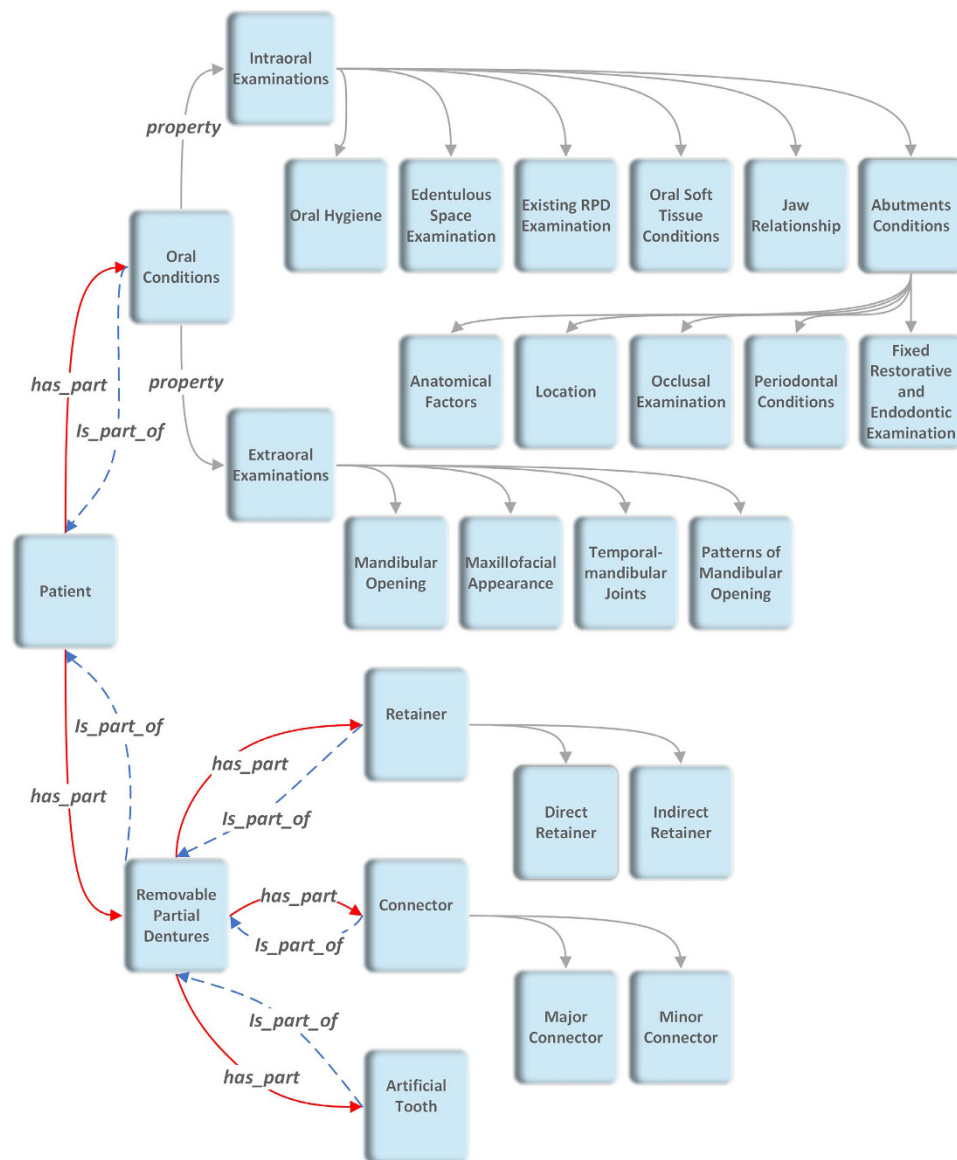 Intraoral
Examinations
property
Oral Hygiene
Edentulous
Space
Examination
Existing RPD
Examination
Oral Soft
Tissue
Conditions
Jaw
Relationship
Abutments
Conditions
Oral
Conditions
has_part
Is_part_of
property
Anatomical
Factors
Location
Occlusal
Examination
Periodontal
Conditions
Fixed
Restorative
and
Endodontic
Examination
Extraoral
Examinations
Mandibular
Opening
Maxillofacial
Appearance
Temporal-
mandibular
Joints
Patterns of
Mandibular
Opening
Patient
Is_part_of
has_part
Retainer
has_part
Is_part_of
Direct
Retainer
Indirect
Retainer
Removable
Partial
Dentures
has_part
Is_part_of
Connector
Major
Connector
Minor
Connector
Is_part_of
has_part
Artificial
Tooth